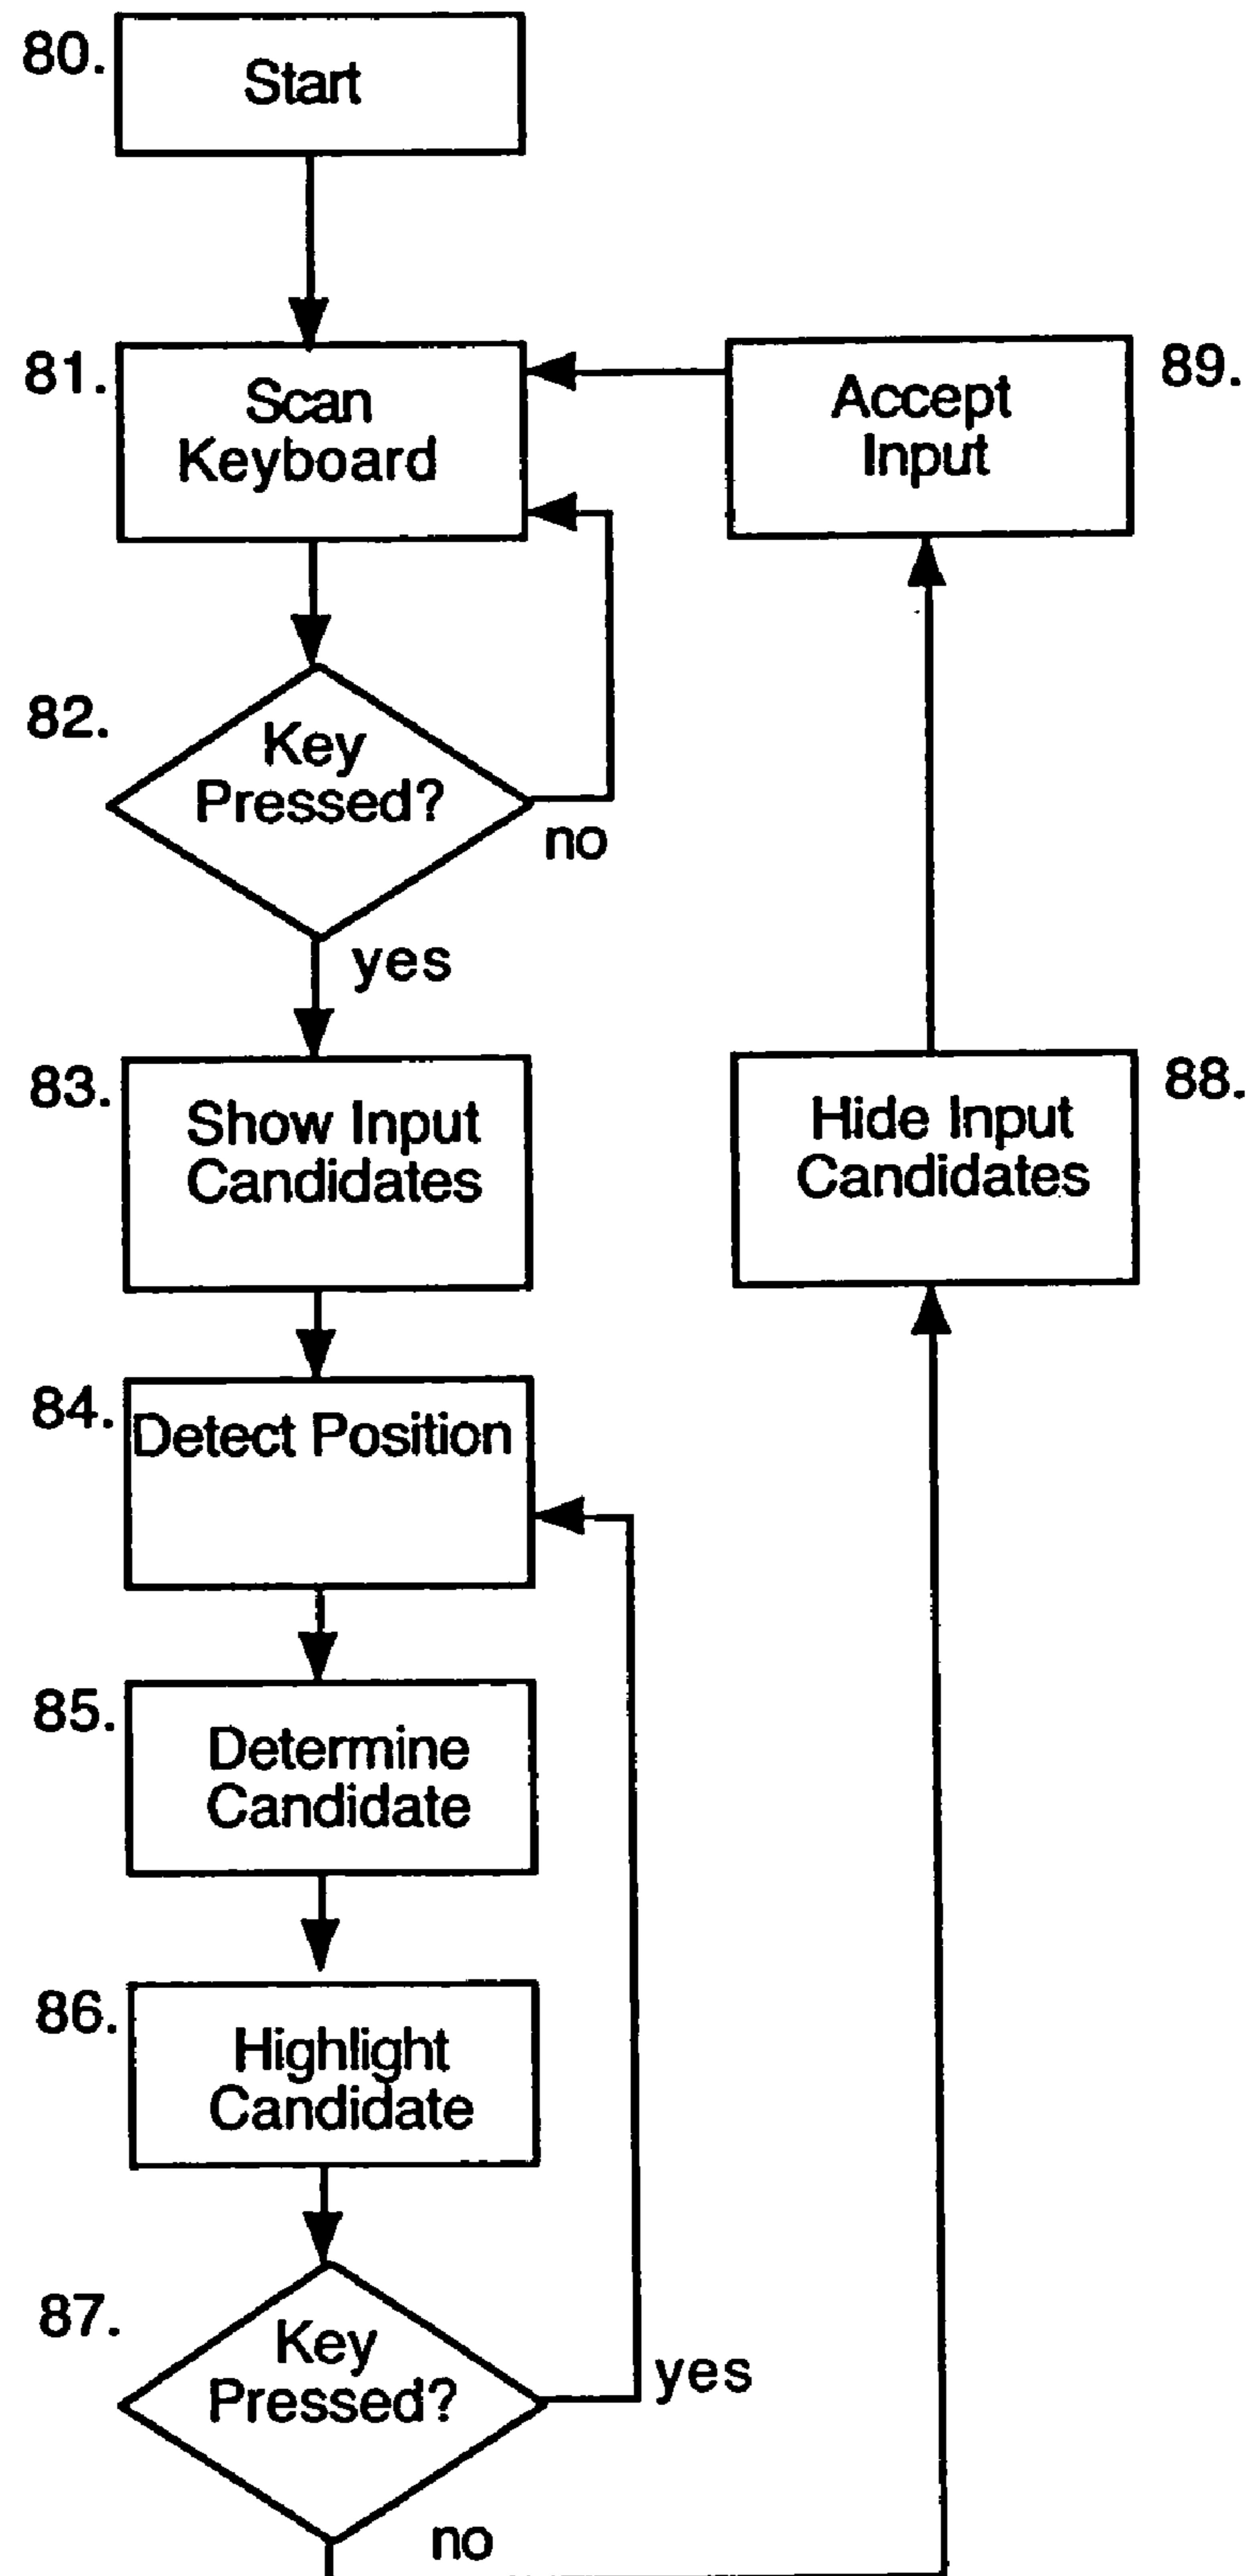 80.
Start
81.
Scan
Keyboard
89.
Accept
Input
82.
Key
Pressed?
no
yes
83.
Show Input
Candidates
88.
Hide Input
Candidates
84.
Detect Position
85.
Determine
Candidate
86.
Highlight
Candidate
87.
Key
Pressed?
yes
no